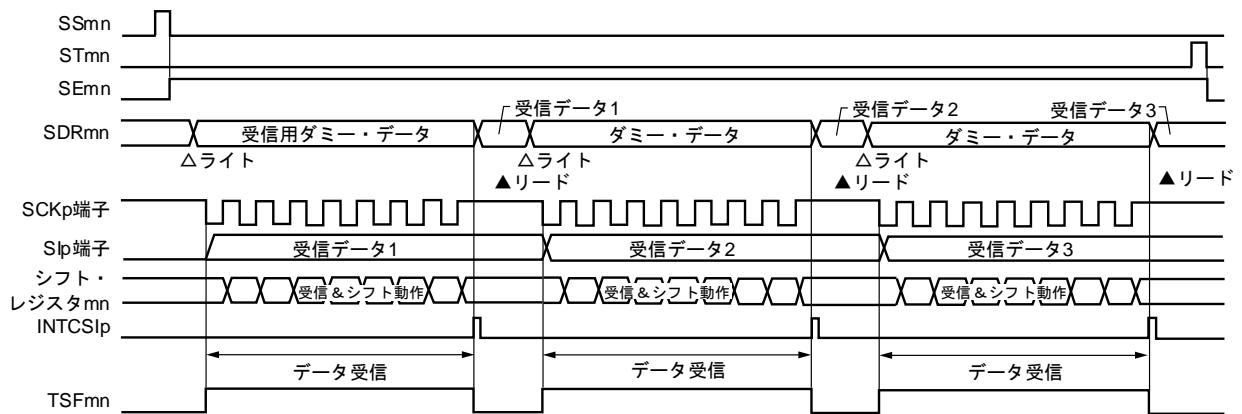 SSmn
STmn
SEmn
受信データ1
受信データ2
受信データ3
SDRmn
受信用ダミー・データ
ダミー・データ
ダミー・データ
△ライト
△ライト
△ライト
▲リード
▲リード
▲リード
SCKp端子
SIp端子
受信データ1
受信データ2
受信データ3
シフト・
レジスタmn
受信&シフト動作
受信&シフト動作
受信&シフト動作
INTCSIp
データ受信
データ受信
データ受信
TSFmn